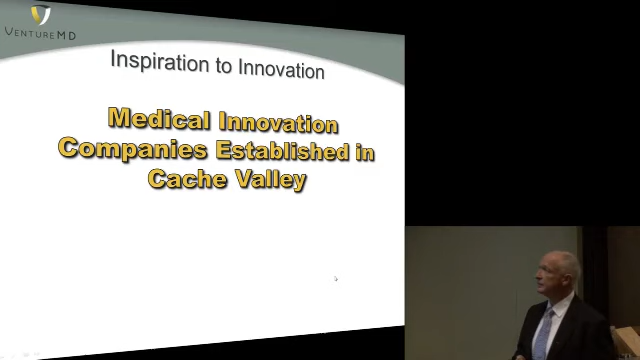 VENTUREMD
Inspiration to Innovation
Medical Innovation
Companies Established in
Cache Valley